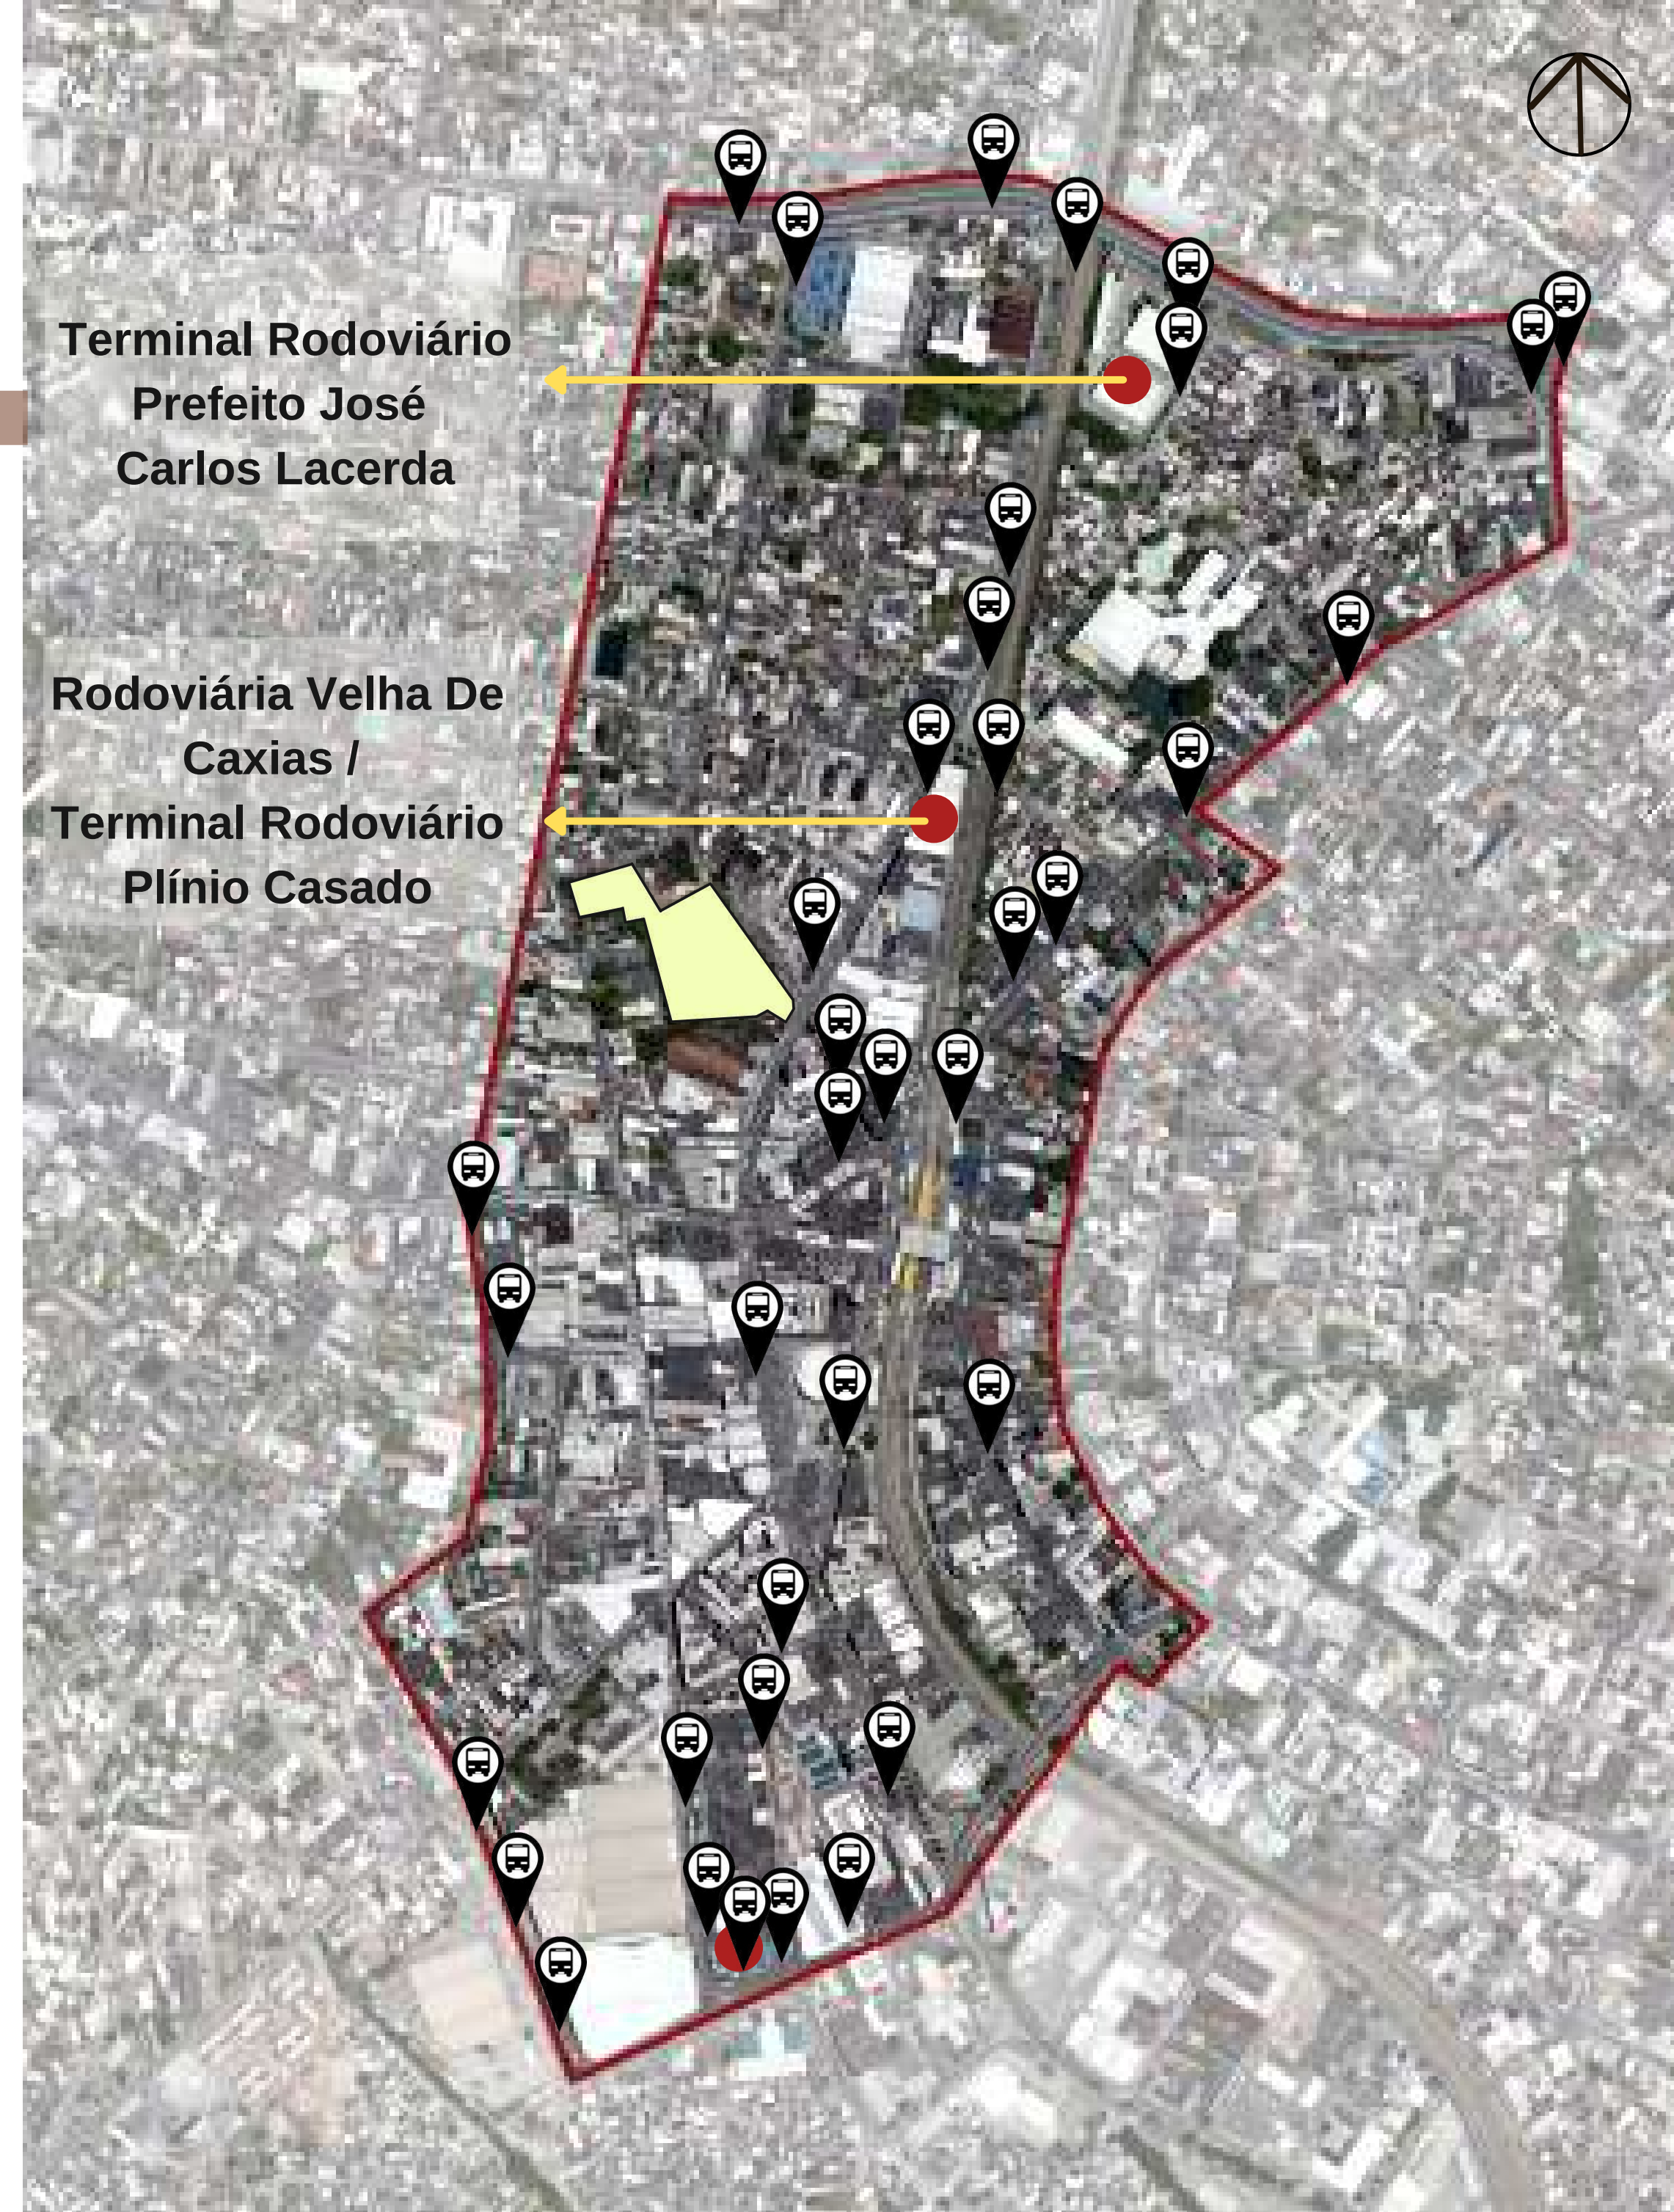 Terminal Rodoviário
Prefeito José
Carlos Lacerda
Rodoviária Velha De
Caxias /
Terminal Rodoviário
Plínio Casado